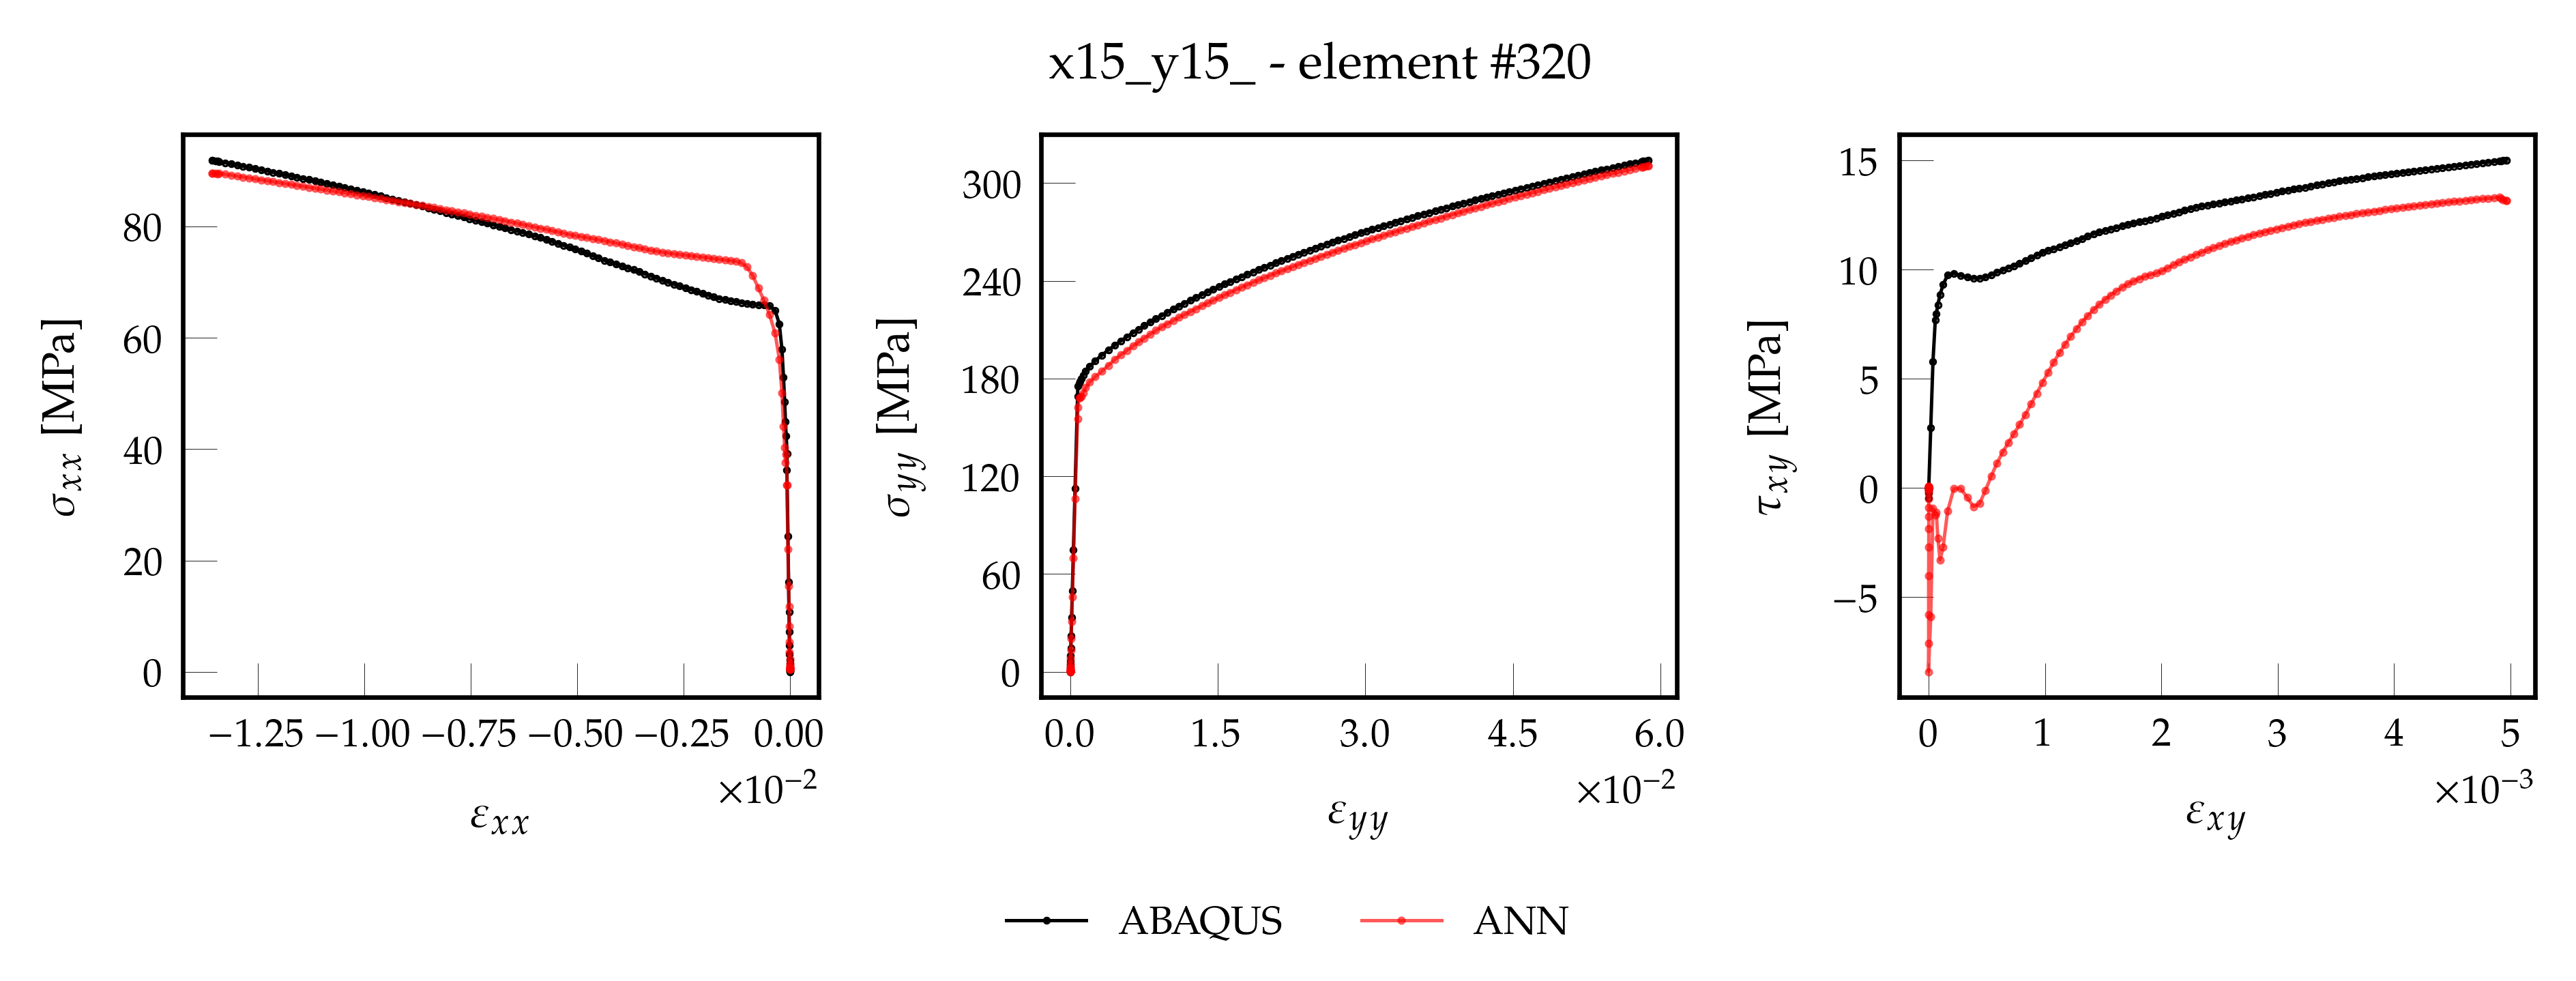 x15_y15_ - element #320
σxx [MPa]
80
60
40
20
0
−1.25 −1.00 −0.75 −0.50 −0.25 0.00
×10−2
εxx
σyy [MPa]
300
240
180
120
60
0
0.0 1.5 3.0 4.5 6.0
×10−2
εyy
τxy [MPa]
15
10
5
0
−5
0 1 2 3 4 5
×10−3
εxy
ABAQUS ANN